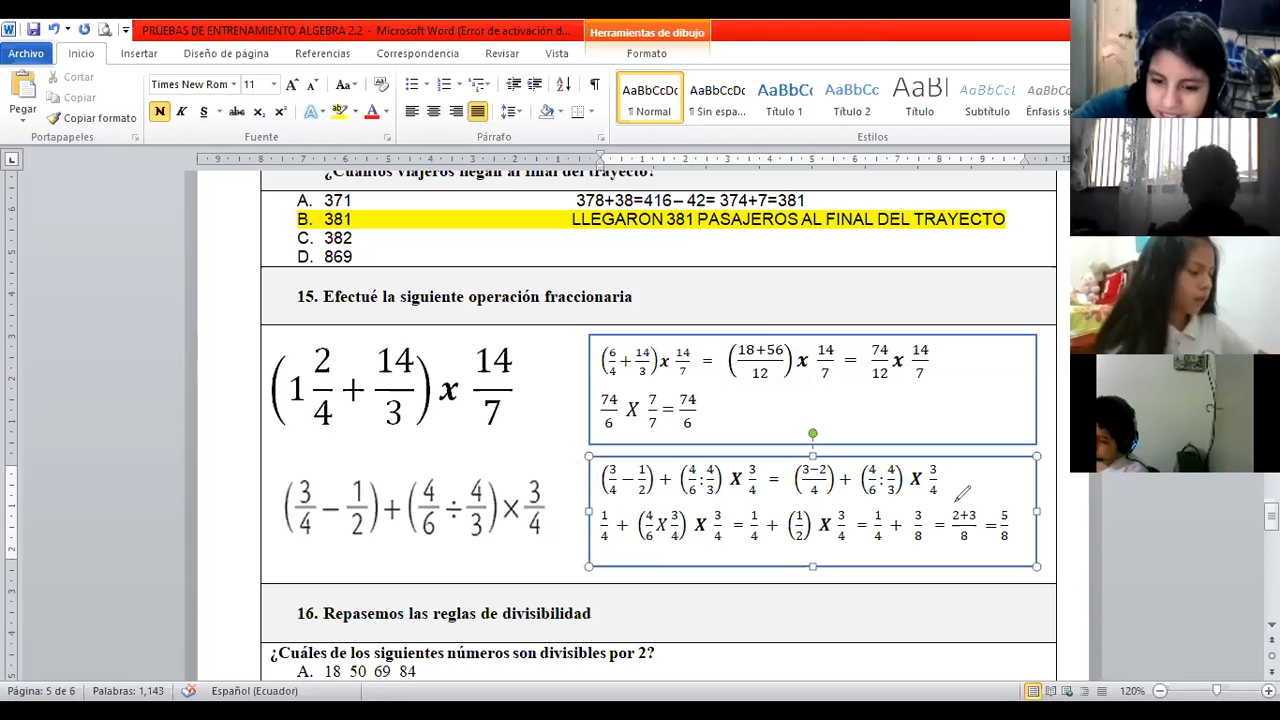 PRUEBAS DE ENTRENAMIENTO ALGEBRA 2.2 - Microsoft Word (Error de activación d...
Herramientas de dibujo
Archivo Inicio Insertar Diseño de página Referencias Correspondencia Revisar Vista Formato
Pegar
Cortar
Copiar
Copiar formato
Times New Rom 11
N K S abc x₂ x²
AaBbCcDc AaBbCcDc AaBbCc AaBbCc AaBl AaBbCcl AaBbCcD
¶ Normal ¶ Sin espa... Título 1 Título 2 Título Subtítulo Énfasis su
Portapapeles Fuente Párrafo Estilos
A. 371 378+38=416 – 42= 374+7=381
B. 381 LLEGARON 381 PASAJEROS AL FINAL DEL TRAYECTO
C. 382
D. 869
15. Efectué la siguiente operación fraccionaria
(1 2/4 + 14/3) x 14/7
(6/4 + 14/3) x 14/7 = ((18+56)/12) x 14/7 = 74/12 x 14/7
74/6 X 7/7 = 74/6
(3/4 − 1/2) + (4/6 ÷ 4/3) × 3/4
(3/4 − 1/2) + (4/6 : 4/3) X 3/4 = ((3−2)/4) + (4/6 : 4/3) X 3/4
1/4 + (4/6 X 3/4) X 3/4 = 1/4 + (1/2) X 3/4 = 1/4 + 3/8 = (2+3)/8 = 5/8
16. Repasemos las reglas de divisibilidad
¿Cuáles de los siguientes números son divisibles por 2?
A. 18 50 69 84
Página: 5 de 6 Palabras: 1,143 Español (Ecuador) 120%